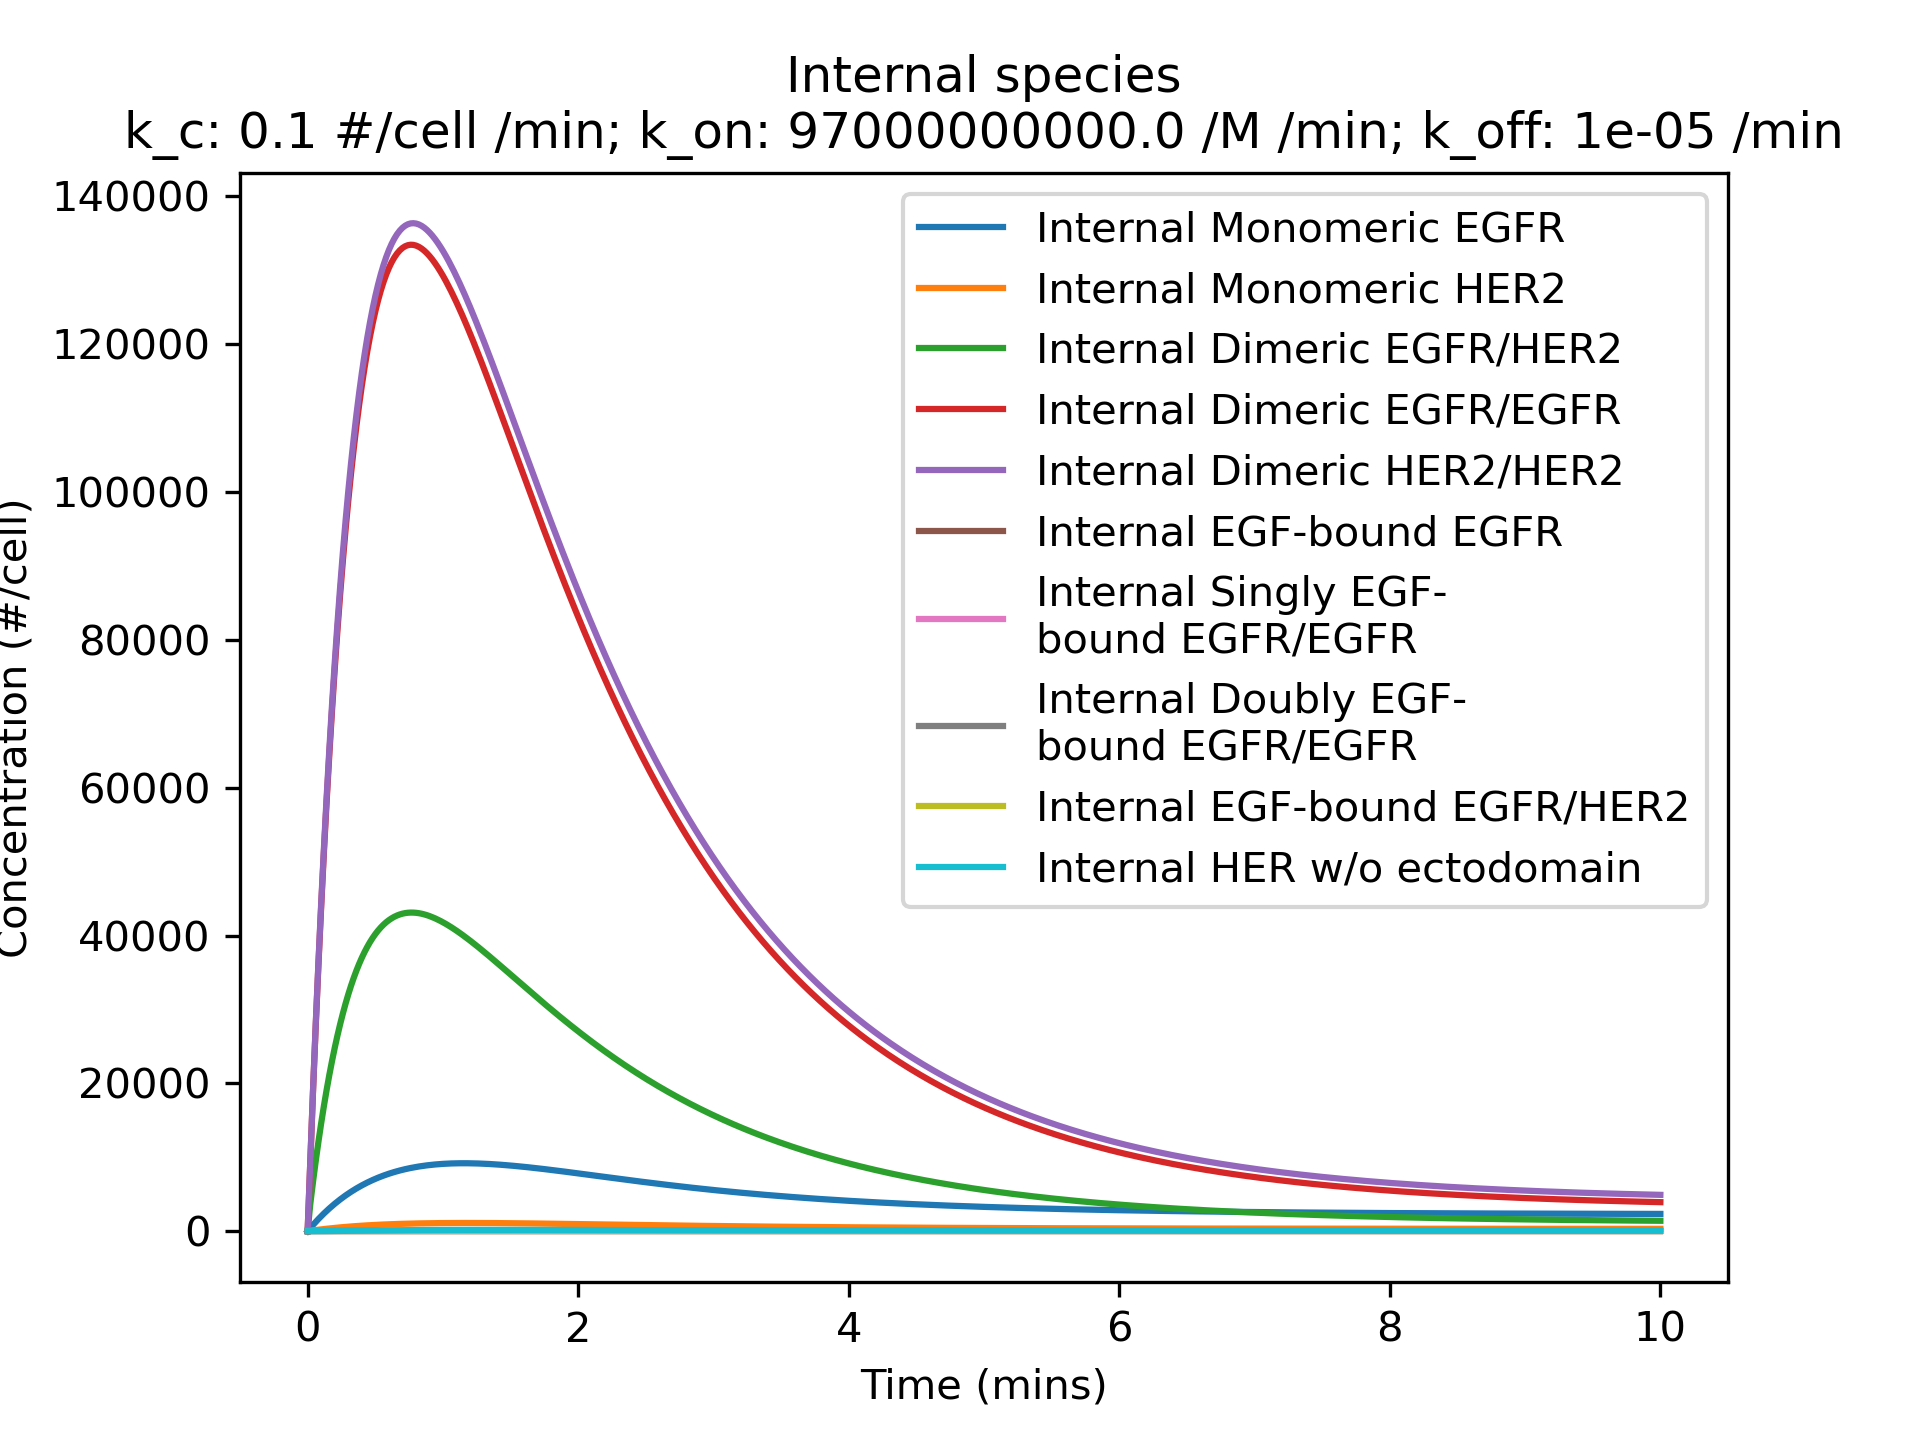 Internal species
k_c: 0.1 #/cell /min; k_on: 97000000000.0 /M /min; k_off: 1e-05 /min
140000
120000
100000
80000
60000
40000
20000
0
Concentration (#/cell)
Internal Monomeric EGFR
Internal Monomeric HER2
Internal Dimeric EGFR/HER2
Internal Dimeric EGFR/EGFR
Internal Dimeric HER2/HER2
Internal EGF-bound EGFR
Internal Singly EGF-
bound EGFR/EGFR
Internal Doubly EGF-
bound EGFR/EGFR
Internal EGF-bound EGFR/HER2
Internal HER w/o ectodomain
0 2 4 6 8 10
Time (mins)